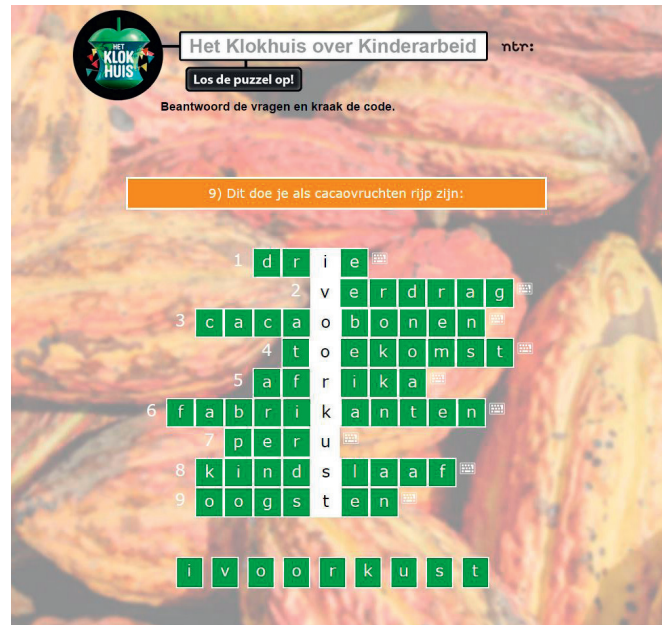 HET
KLOK
HUIS
Het Klokhuis over Kinderarbeid
ntr:
Los de puzzel op!
Beantwoord de vragen en kraak de code.
9) Dit doe je als cacaovruchten rijp zijn:
1 d r i e
2 v e r d r a g
3 c a c a o b o n e n
4 t o e k o m s t
5 a f r i k a
6 f a b r i k a n t e n
7 p e r u
8 k i n d s l a a f
9 o o g s t e n
i v o o r k u s t